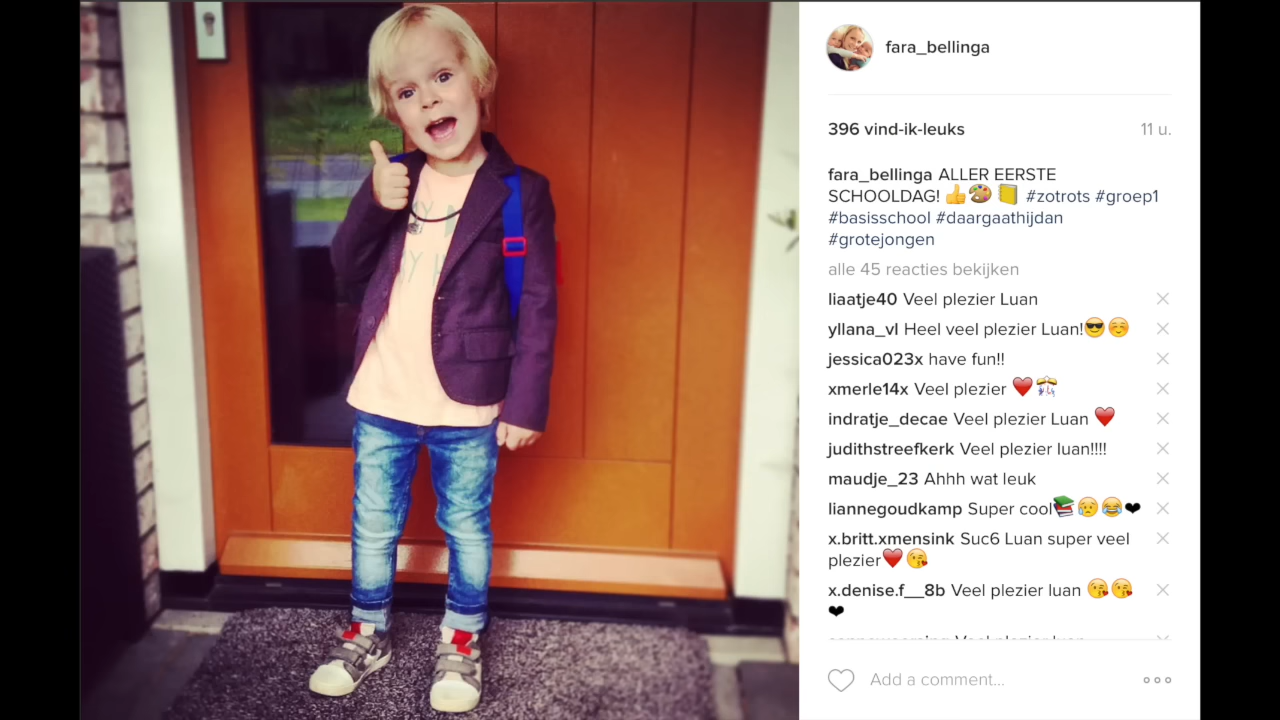 fara_bellinga
396 vind-ik-leuks 11 u.
fara_bellinga ALLER EERSTE
SCHOOLDAG! 👍🎨📒 #zotrots #groep1
#basisschool #daargaathijdan
#grotejongen
alle 45 reacties bekijken
liaatje40 Veel plezier Luan
yllana_vl Heel veel plezier Luan!😎☺️
jessica023x have fun!!
xmerle14x Veel plezier ❤️🎊
indratje_decae Veel plezier Luan ❤️
judithstreefkerk Veel plezier luan!!!!
maudje_23 Ahhh wat leuk
liannegoudkamp Super cool📚😥😂❤
x.britt.xmensink Suc6 Luan super veel
plezier❤️😘
x.denise.f__8b Veel plezier luan 😘😘
❤
Add a comment...